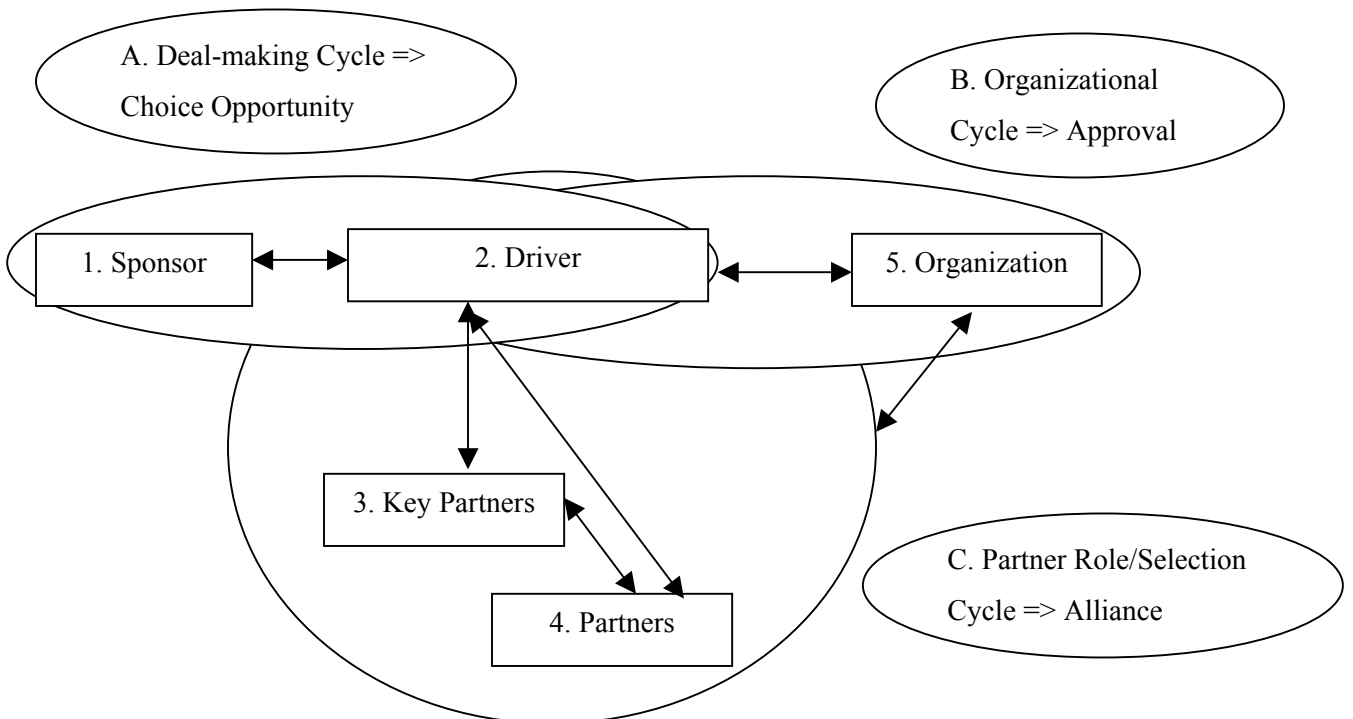 A. Deal-making Cycle =>
Choice Opportunity
B. Organizational
Cycle => Approval
1. Sponsor
2. Driver
5. Organization
3. Key Partners
4. Partners
C. Partner Role/Selection
Cycle => Alliance